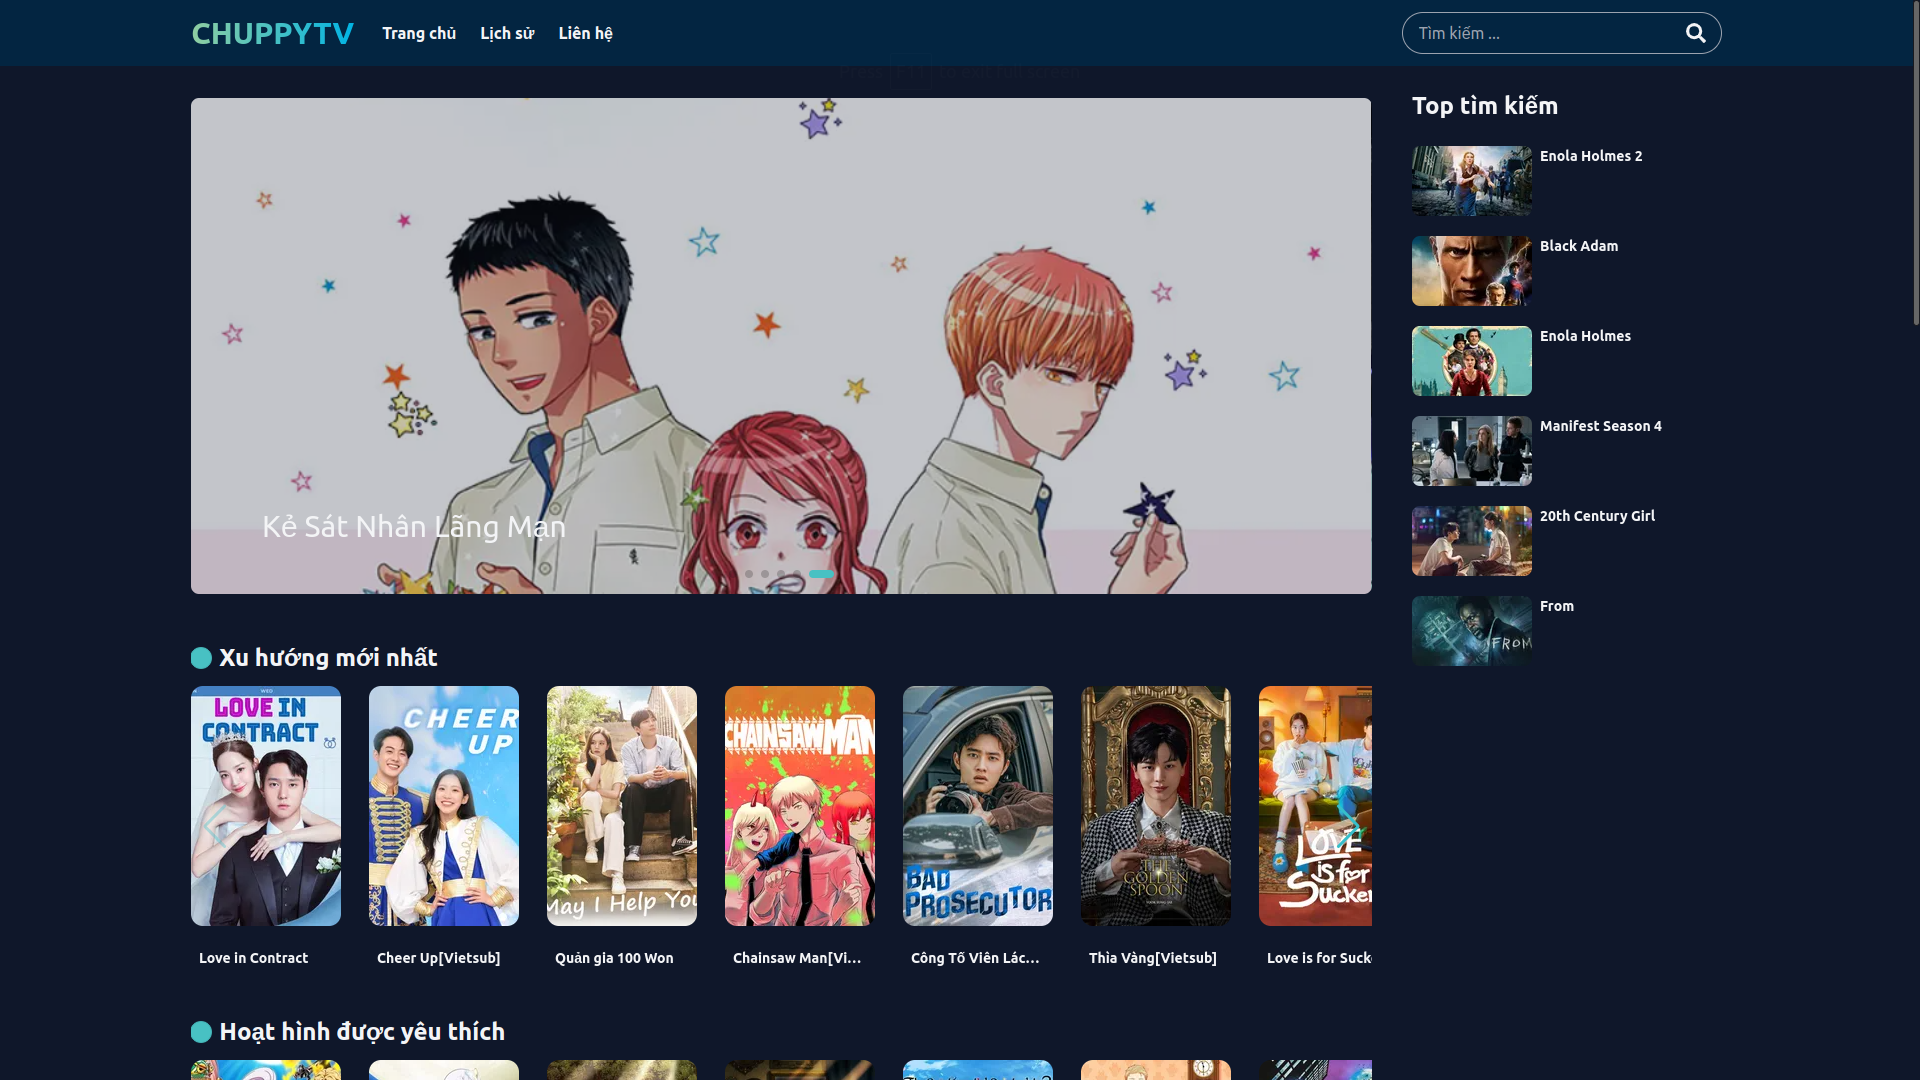 CHUPPYTV
Trang chủ
Lịch sử
Liên hệ
Tìm kiếm ...
Kẻ Sát Nhân Lãng Mạn
Top tìm kiếm
Enola Holmes 2
Black Adam
Enola Holmes
Manifest Season 4
20th Century Girl
FROM
From
Xu hướng mới nhất
LOVE IN
CONTRACT
CHEER
UP
May I Help You
CHAINSAWMAN
BAD
PROSECUTOR
THE
GOLDEN
SPOON
LOVE
is for
Sucker
Love in Contract
Cheer Up[Vietsub]
Quản gia 100 Won
Chainsaw Man[Vi...
Công Tố Viên Lác...
Thìa Vàng[Vietsub]
Love is for Sucke
Hoạt hình được yêu thích